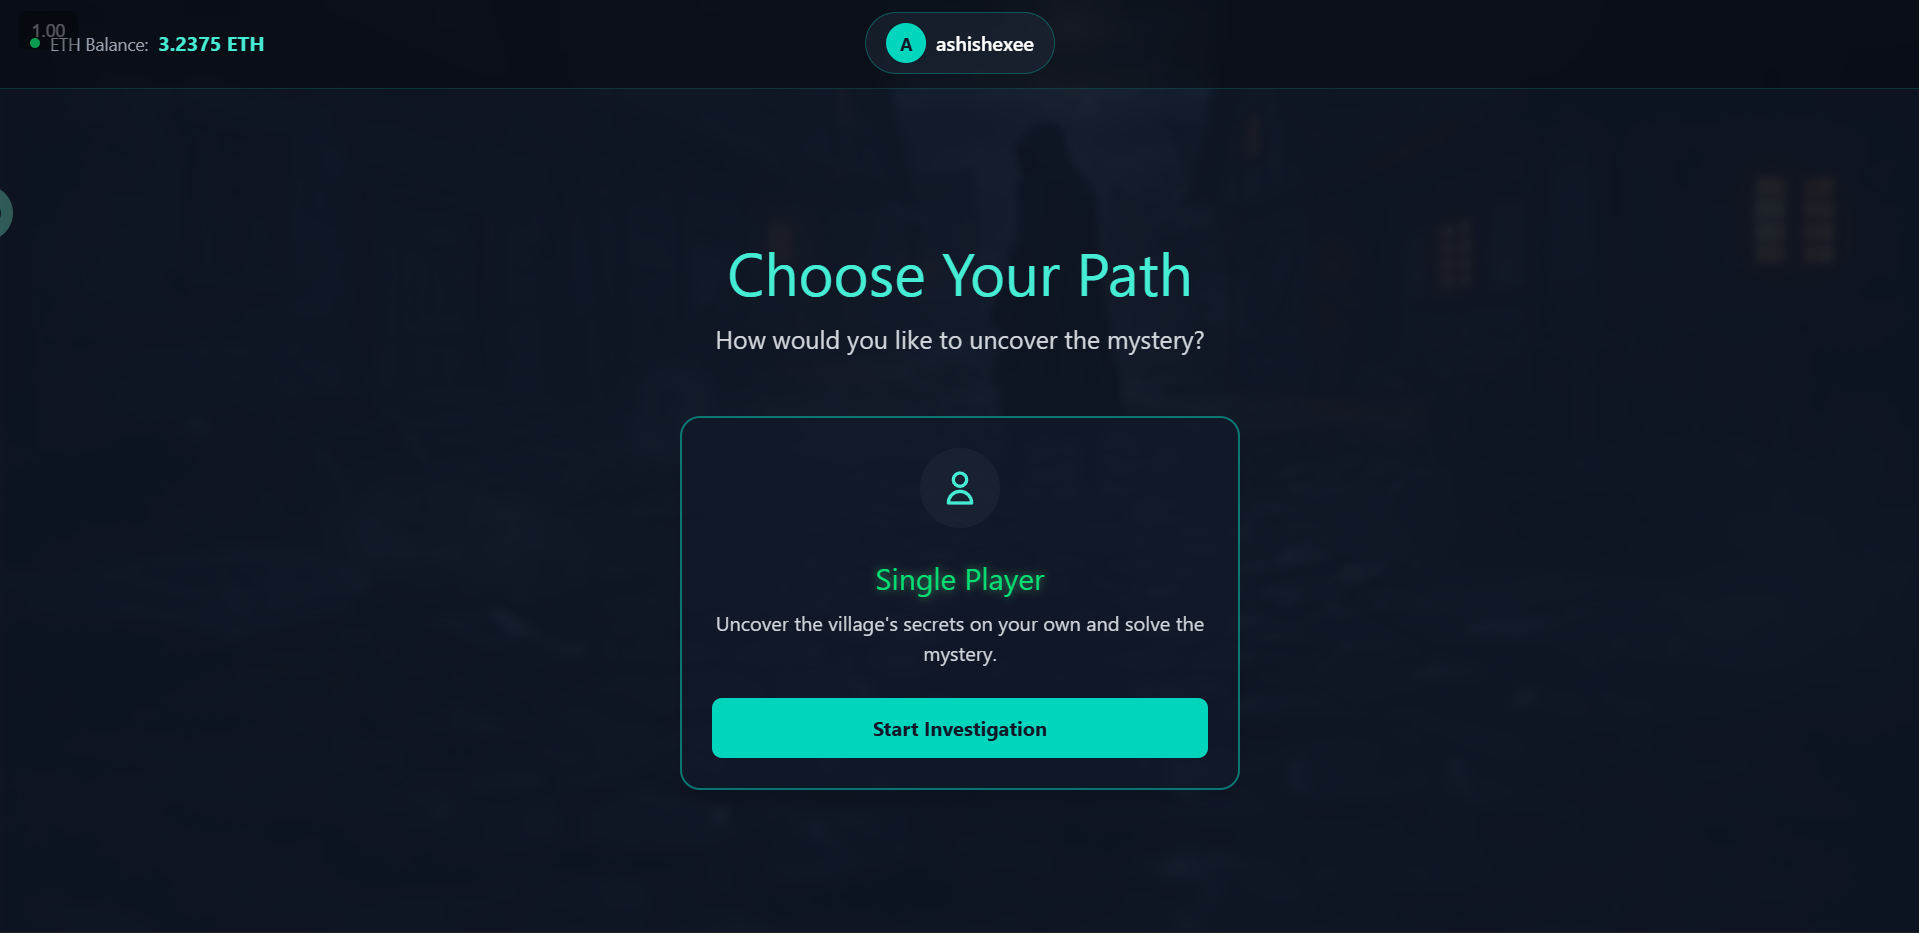 1.00
ETH Balance: 3.2375 ETH
A ashishexee
Choose Your Path
How would you like to uncover the mystery?
Single Player
Uncover the village's secrets on your own and solve the
mystery.
Start Investigation